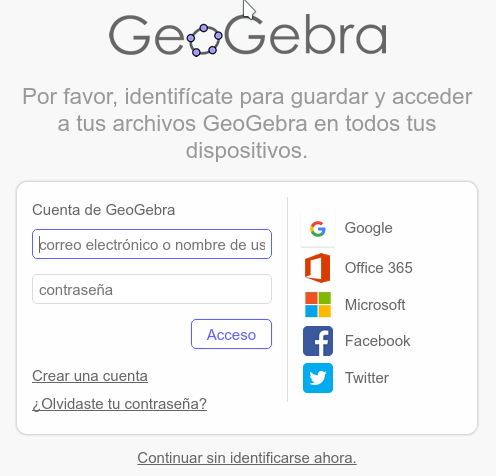 GeoGebra
Por favor, identifícate para guardar y acceder
a tus archivos GeoGebra en todos tus
dispositivos.
Cuenta de GeoGebra
correo electrónico o nombre de us
contraseña
Acceso
Crear una cuenta
¿Olvidaste tu contraseña?
Google
Office 365
Microsoft
Facebook
Twitter
Continuar sin identificarse ahora.